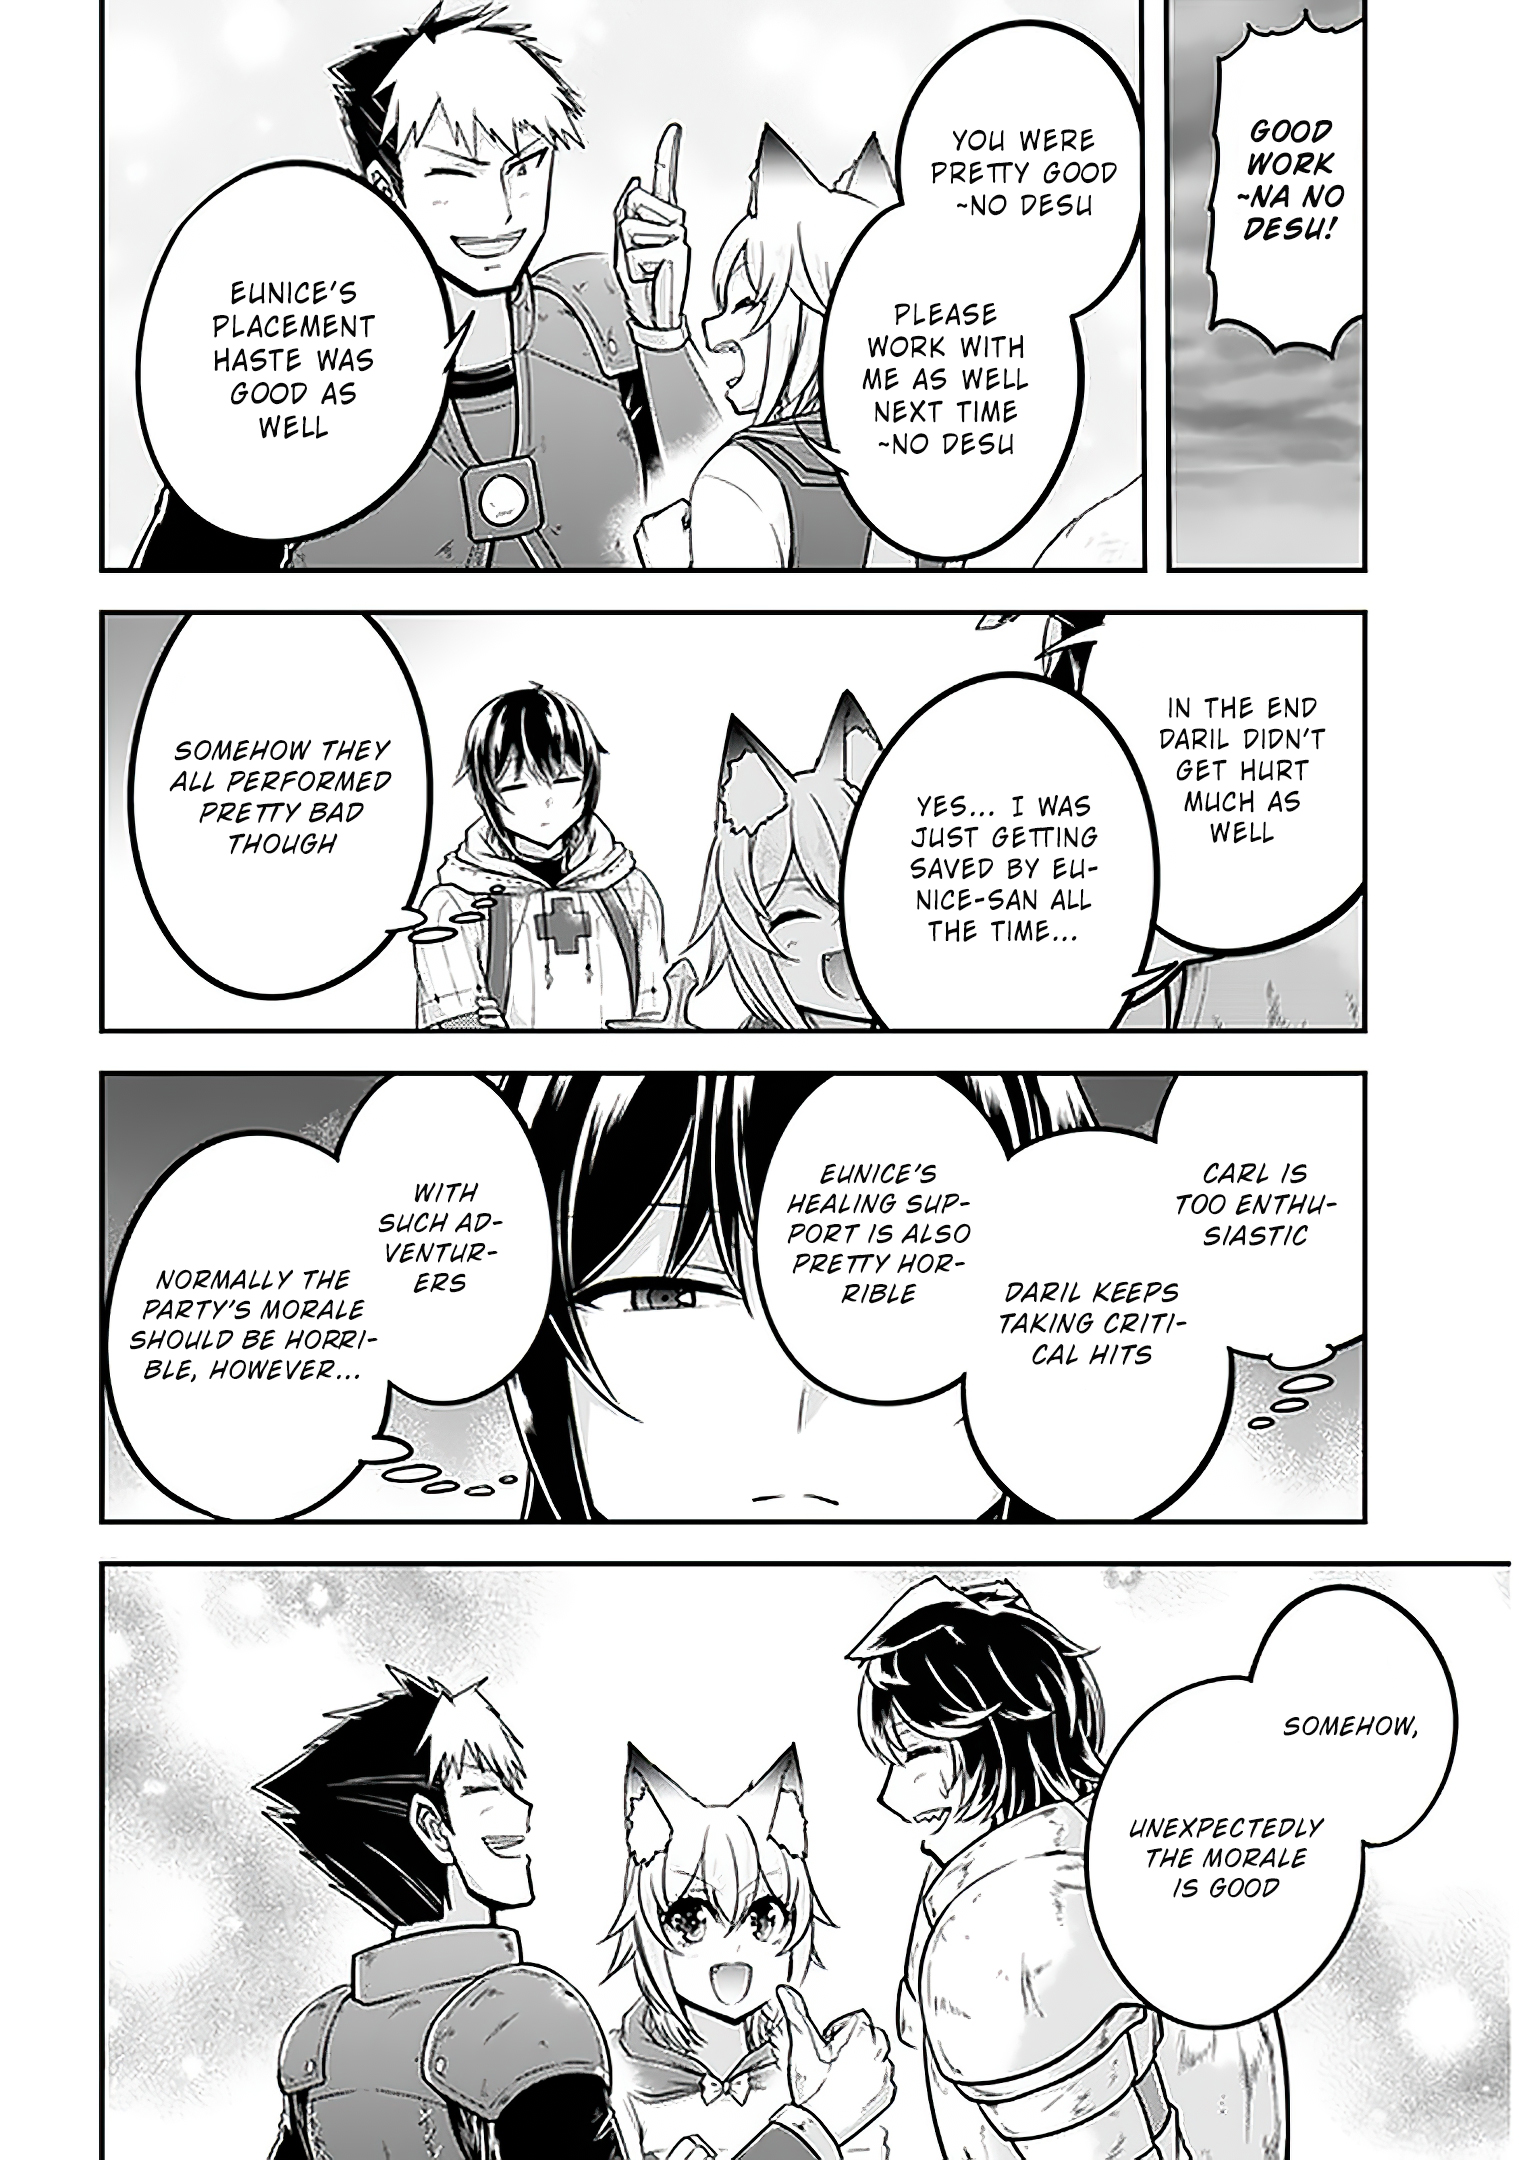 GOOD
WORK
~NA NO
DESU!
YOU WERE
PRETTY GOOD
~NO DESU
PLEASE
WORK WITH
ME AS WELL
NEXT TIME
~NO DESU
EUNICE'S
PLACEMENT
HASTE WAS
GOOD AS
WELL
IN THE END
DARIL DIDN'T
GET HURT
MUCH AS
WELL
YES... I WAS
JUST GETTING
SAVED BY EU-
NICE-SAN ALL
THE TIME...
SOMEHOW THEY
ALL PERFORMED
PRETTY BAD
THOUGH
CARL IS
TOO ENTHU-
SIASTIC
DARIL KEEPS
TAKING CRITI-
CAL HITS
EUNICE'S
HEALING SUP-
PORT IS ALSO
PRETTY HOR-
RIBLE
WITH
SUCH AD-
VENTUR-
ERS
NORMALLY THE
PARTY'S MORALE
SHOULD BE HORRI-
BLE, HOWEVER...
SOMEHOW,
UNEXPECTEDLY
THE MORALE
IS GOOD